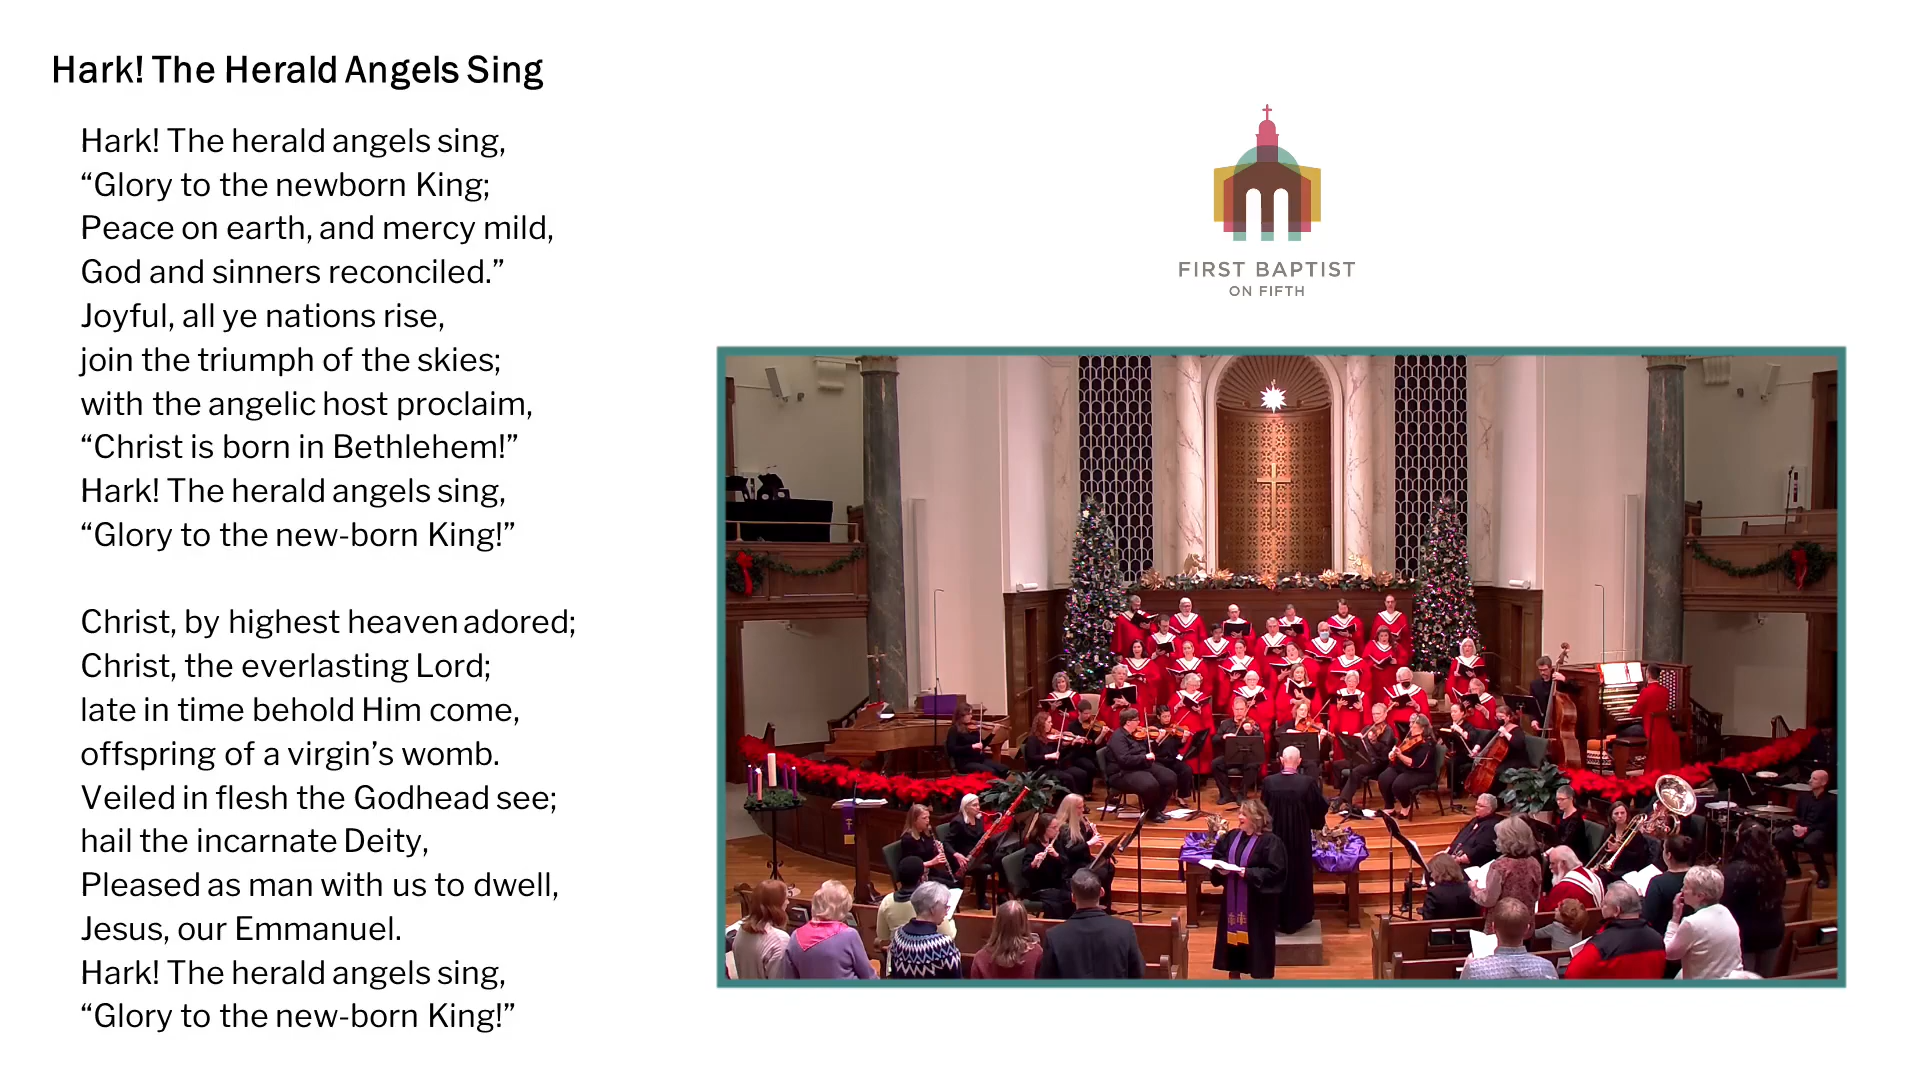 Hark! The Herald Angels Sing
Hark! The herald angels sing,
“Glory to the newborn King;
Peace on earth, and mercy mild,
God and sinners reconciled.”
Joyful, all ye nations rise,
join the triumph of the skies;
with the angelic host proclaim,
“Christ is born in Bethlehem!”
Hark! The herald angels sing,
“Glory to the new-born King!”
Christ, by highest heaven adored;
Christ, the everlasting Lord;
late in time behold Him come,
offspring of a virgin’s womb.
Veiled in flesh the Godhead see;
hail the incarnate Deity,
Pleased as man with us to dwell,
Jesus, our Emmanuel.
Hark! The herald angels sing,
“Glory to the new-born King!”
FIRST BAPTIST
ON FIFTH